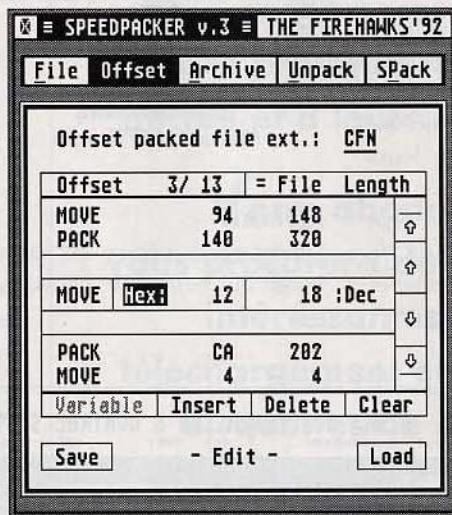 ≡ SPEEDPACKER v.3 ≡ THE FIREHAWKS'92
File Offset Archive Unpack SPack
Offset packed file ext.: CFN
Offset 3/ 13 = File Length
MOVE 94 148
PACK 140 320
MOVE Hex: 12 18 :Dec
PACK CA 202
MOVE 4 4
Variable Insert Delete Clear
Save - Edit - Load